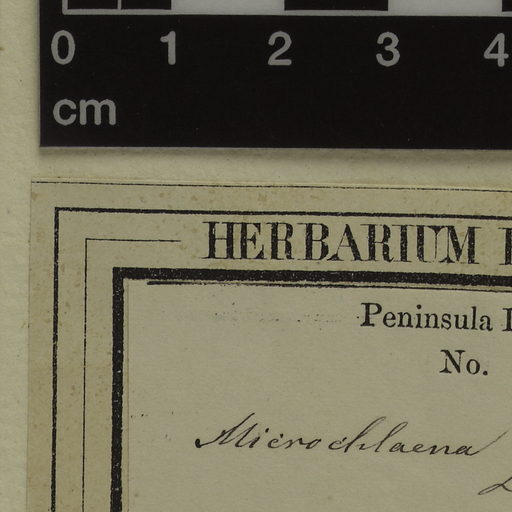 0 1 2 3 4
cm
HERBARIUM
Peninsula
No.
Microchlaena